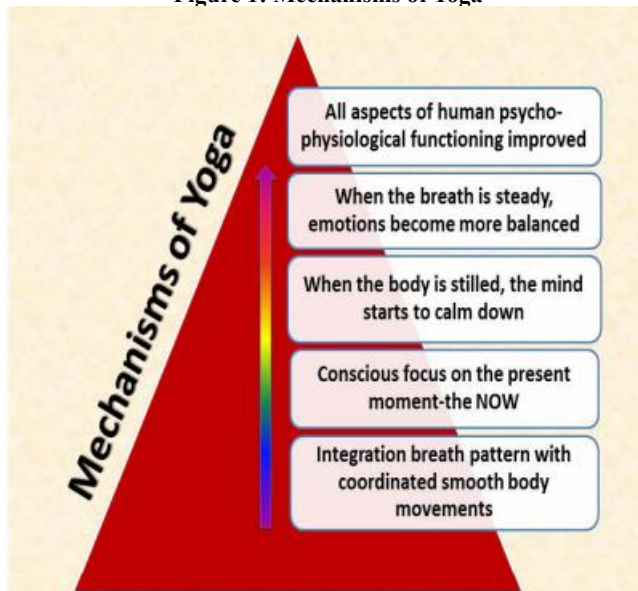 Figure 1: Mechanisms of Yoga
Mechanisms of Yoga
All aspects of human psycho-
physiological functioning improved
When the breath is steady,
emotions become more balanced
When the body is stilled, the mind
starts to calm down
Conscious focus on the present
moment-the NOW
Integration breath pattern with
coordinated smooth body
movements